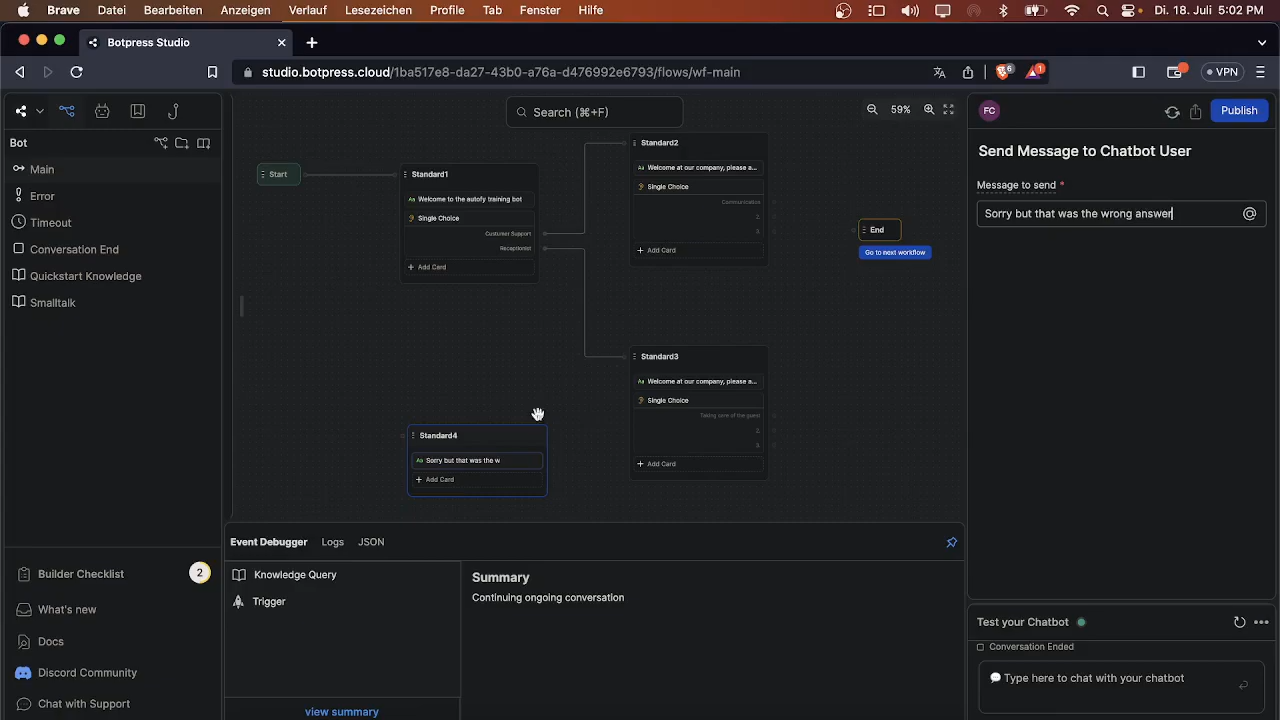 Brave Datei Bearbeiten Anzeigen Verlauf Lesezeichen Profile Tab Fenster Hilfe Di. 18. Juli 5:02 PM
Botpress Studio
studio.botpress.cloud/1ba517e8-da27-43b0-a76a-d476992e6793/flows/wf-main
6
1
VPN
Search (⌘+F)
59%
FC
Publish
Bot
Main
Error
Timeout
Conversation End
Quickstart Knowledge
Smalltalk
Builder Checklist
2
What's new
Docs
Discord Community
Chat with Support
Start
Standard1
Aa Welcome to the autofy training bot
Single Choice
Customer Support
Receptionist
+ Add Card
Standard2
Aa Welcome at our company, please a...
Single Choice
Communication
+ Add Card
End
Go to next workflow
Standard3
Aa Welcome at our company, please a...
Single Choice
Taking care of the guest
+ Add Card
Standard4
Aa Sorry but that was the w
+ Add Card
Event Debugger Logs JSON
Knowledge Query
Trigger
view summary
Summary
Continuing ongoing conversation
Send Message to Chatbot User
Message to send *
Sorry but that was the wrong answer
@
Test your Chatbot
Conversation Ended
Type here to chat with your chatbot